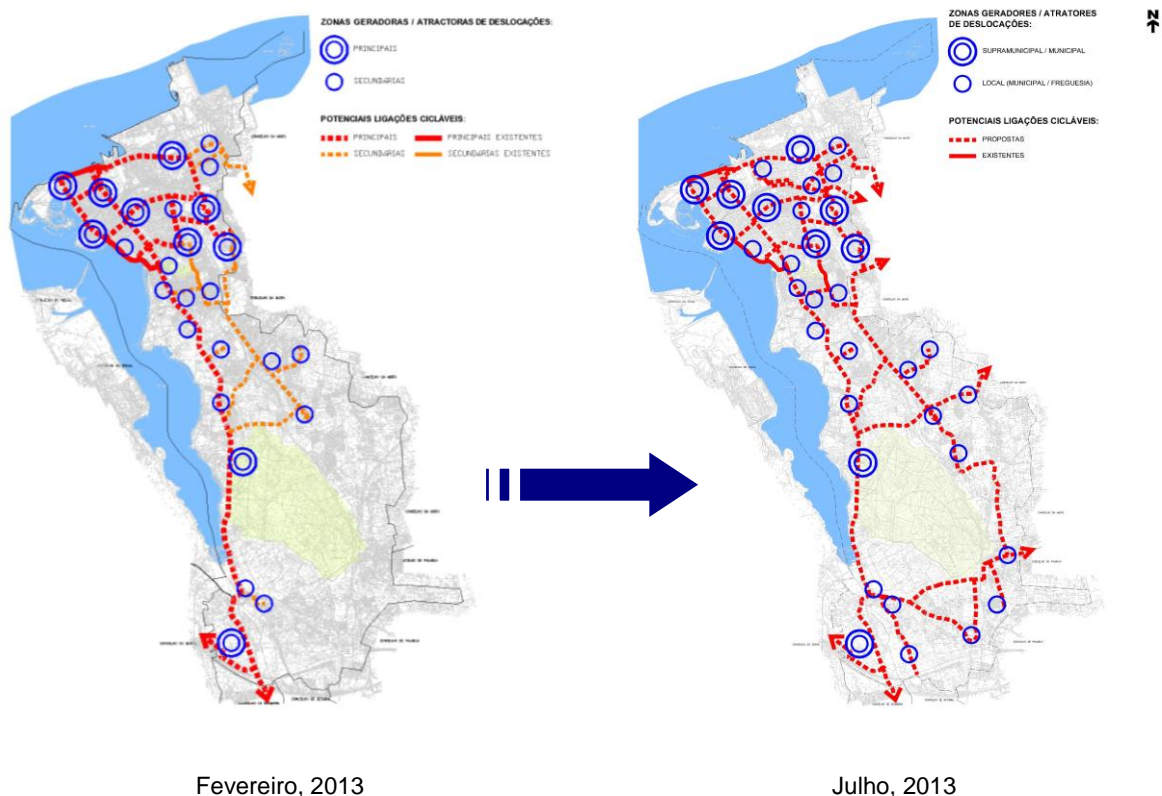 ZONAS GERADORAS / ATRACTORAS DE DESLOCAÇÕES:
PRINCIPAIS
SECUNDÁRIAS
POTENCIAIS LIGAÇÕES CICLÁVEIS:
PRINCIPAIS
PRINCIPAIS EXISTENTES
SECUNDÁRIAS
SECUNDÁRIAS EXISTENTES
ZONAS GERADORES / ATRATORES
DE DESLOCAÇÕES:
SUPRAMUNICIPAL / MUNICIPAL
LOCAL (MUNICIPAL / FREGUESIA)
POTENCIAIS LIGAÇÕES CICLÁVEIS:
PROPOSTAS
EXISTENTES
N
Fevereiro, 2013
Julho, 2013